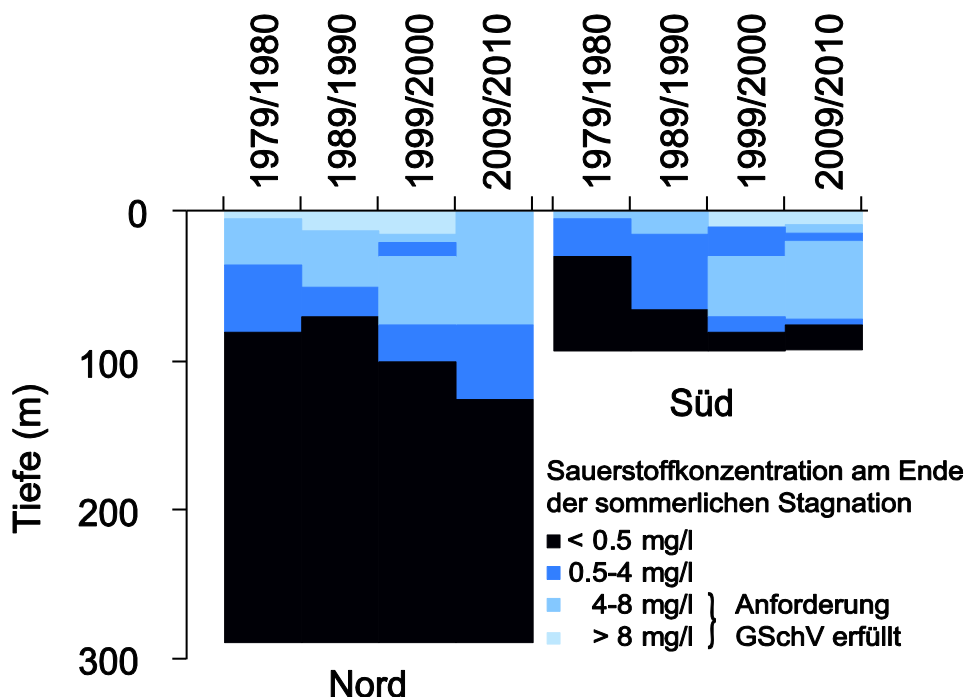 1979/1980
1989/1990
1999/2000
2009/2010
1979/1980
1989/1990
1999/2000
2009/2010
0
100
200
300
Tiefe (m)
Nord
Süd
Sauerstoffkonzentration am Ende
der sommerlichen Stagnation
< 0.5 mg/l
0.5-4 mg/l
4-8 mg/l } Anforderung
> 8 mg/l GSchV erfüllt